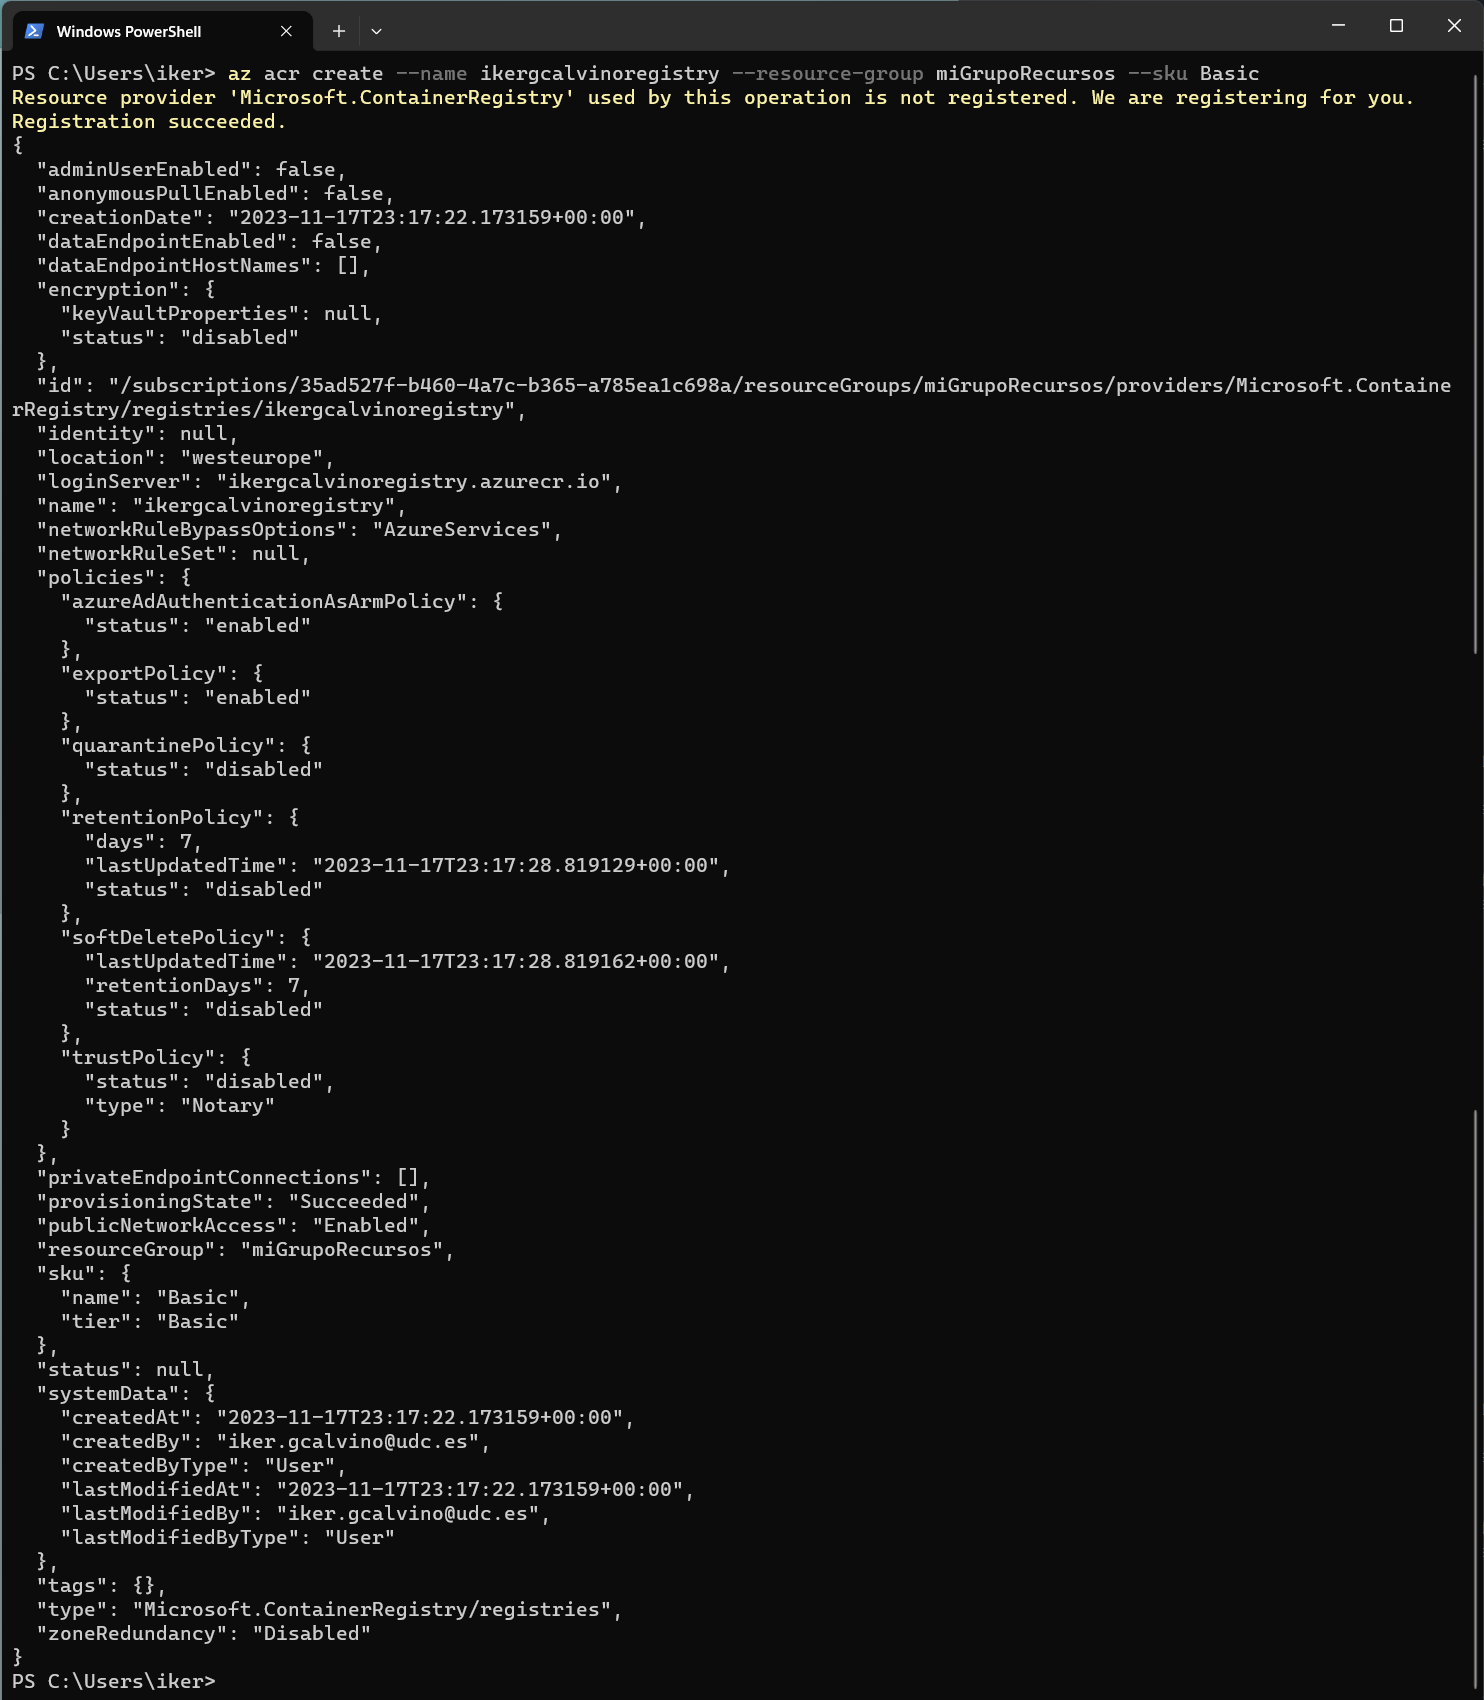 Windows PowerShell
PS C:\Users\iker> az acr create --name ikergcalvinoregistry --resource-group miGrupoRecursos --sku Basic
Resource provider 'Microsoft.ContainerRegistry' used by this operation is not registered. We are registering for you.
Registration succeeded.
{
  "adminUserEnabled": false,
  "anonymousPullEnabled": false,
  "creationDate": "2023-11-17T23:17:22.173159+00:00",
  "dataEndpointEnabled": false,
  "dataEndpointHostNames": [],
  "encryption": {
    "keyVaultProperties": null,
    "status": "disabled"
  },
  "id": "/subscriptions/35ad527f-b460-4a7c-b365-a785ea1c698a/resourceGroups/miGrupoRecursos/providers/Microsoft.Containe
rRegistry/registries/ikergcalvinoregistry",
  "identity": null,
  "location": "westeurope",
  "loginServer": "ikergcalvinoregistry.azurecr.io",
  "name": "ikergcalvinoregistry",
  "networkRuleBypassOptions": "AzureServices",
  "networkRuleSet": null,
  "policies": {
    "azureAdAuthenticationAsArmPolicy": {
      "status": "enabled"
    },
    "exportPolicy": {
      "status": "enabled"
    },
    "quarantinePolicy": {
      "status": "disabled"
    },
    "retentionPolicy": {
      "days": 7,
      "lastUpdatedTime": "2023-11-17T23:17:28.819129+00:00",
      "status": "disabled"
    },
    "softDeletePolicy": {
      "lastUpdatedTime": "2023-11-17T23:17:28.819162+00:00",
      "retentionDays": 7,
      "status": "disabled"
    },
    "trustPolicy": {
      "status": "disabled",
      "type": "Notary"
    }
  },
  "privateEndpointConnections": [],
  "provisioningState": "Succeeded",
  "publicNetworkAccess": "Enabled",
  "resourceGroup": "miGrupoRecursos",
  "sku": {
    "name": "Basic",
    "tier": "Basic"
  },
  "status": null,
  "systemData": {
    "createdAt": "2023-11-17T23:17:22.173159+00:00",
    "createdBy": "iker.gcalvino@udc.es",
    "createdByType": "User",
    "lastModifiedAt": "2023-11-17T23:17:22.173159+00:00",
    "lastModifiedBy": "iker.gcalvino@udc.es",
    "lastModifiedByType": "User"
  },
  "tags": {},
  "type": "Microsoft.ContainerRegistry/registries",
  "zoneRedundancy": "Disabled"
}
PS C:\Users\iker>